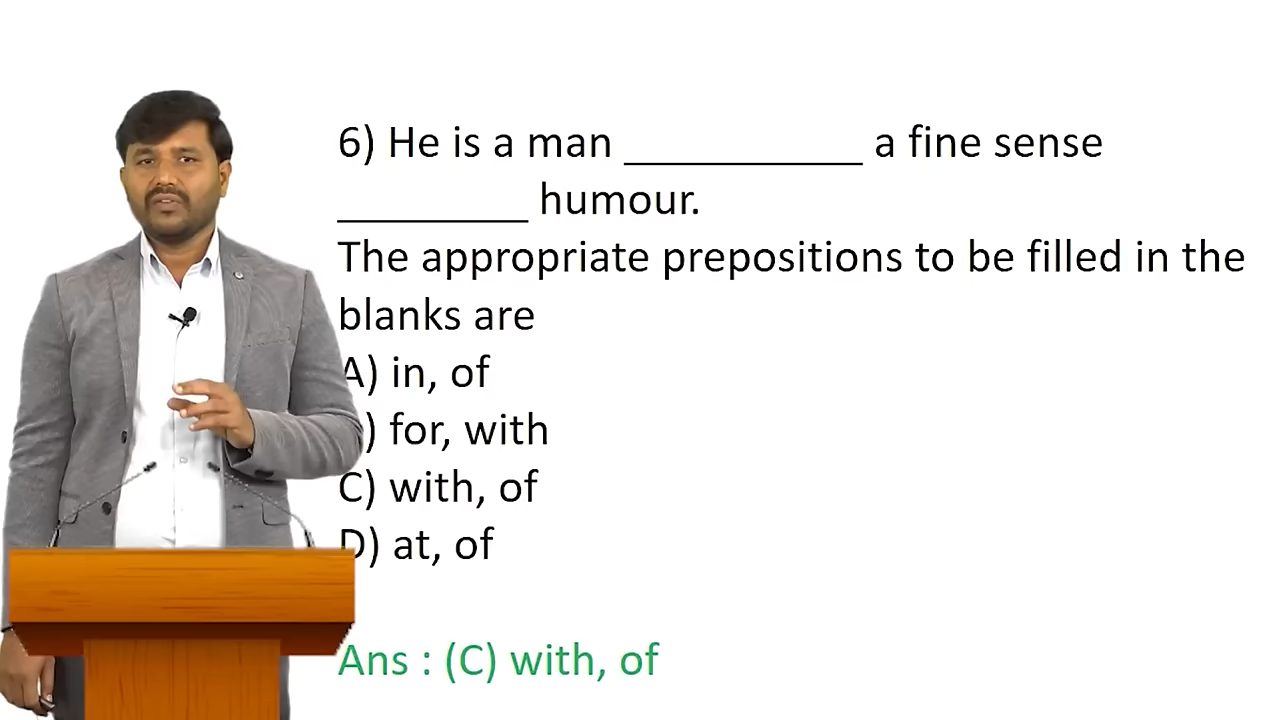 6) He is a man ___________ a fine sense
_________ humour.
The appropriate prepositions to be filled in the
blanks are
A) in, of
) for, with
C) with, of
D) at, of
Ans : (C) with, of